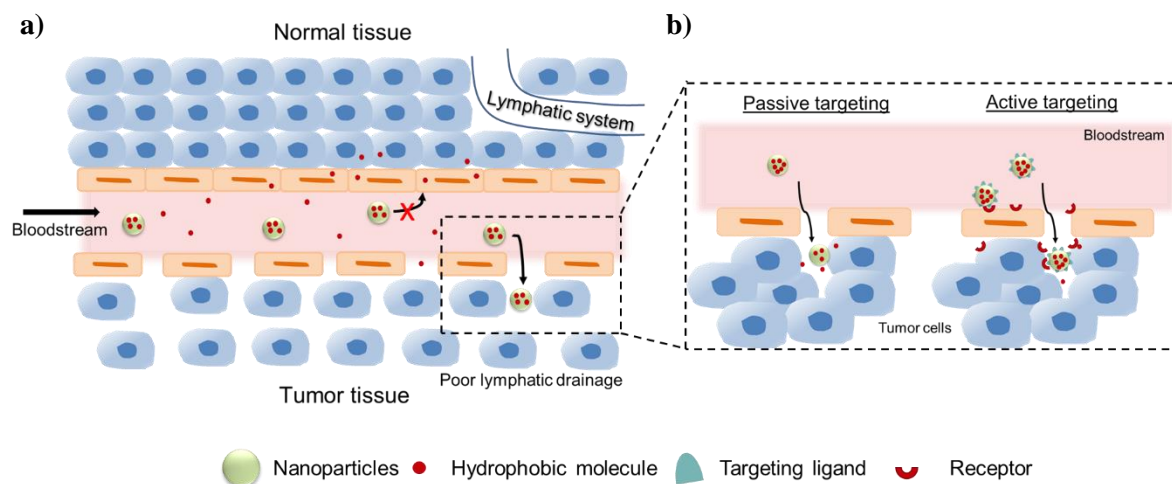 a)
Normal tissue
Lymphatic system
Bloodstream
Poor lymphatic drainage
Tumor tissue
b)
Passive targeting
Active targeting
Bloodstream
Tumor cells
Nanoparticles
Hydrophobic molecule
Targeting ligand
Receptor